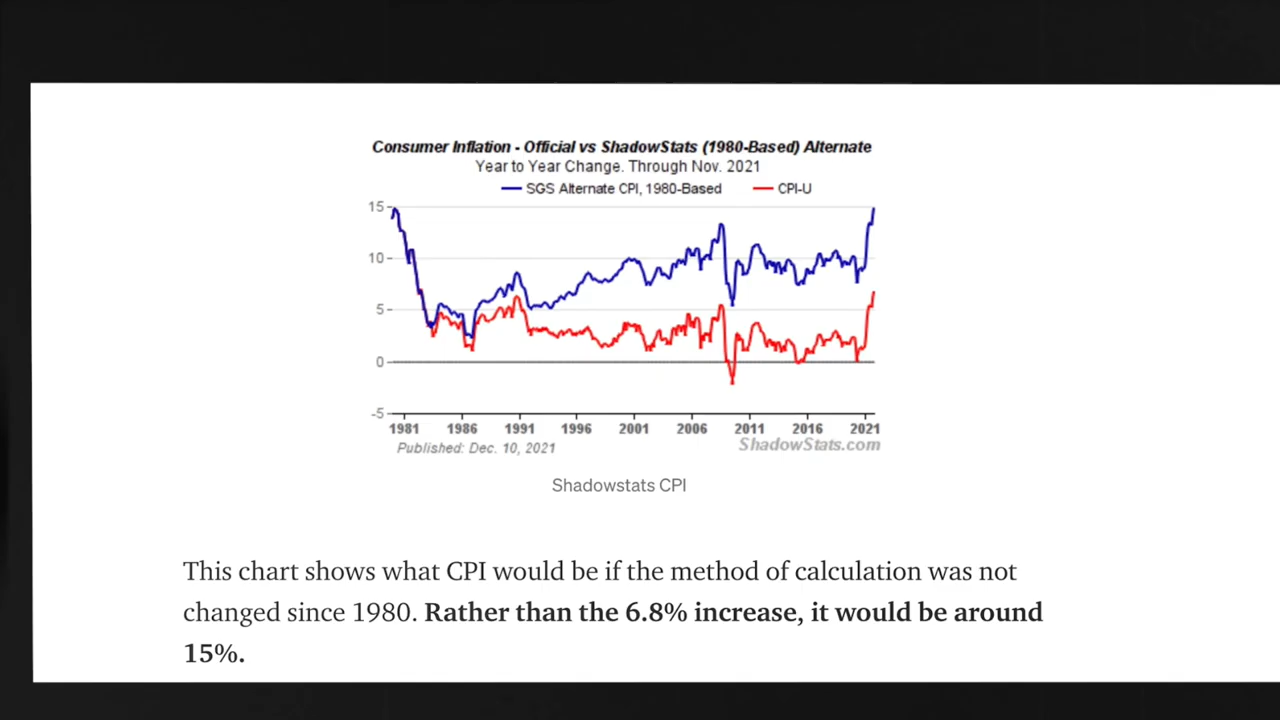 Consumer Inflation - Official vs ShadowStats (1980-Based) Alternate
Year to Year Change. Through Nov. 2021
SGS Alternate CPI, 1980-Based CPI-U
15
10
5
0
-5
1981 1986 1991 1996 2001 2006 2011 2016 2021
Published: Dec. 10, 2021 ShadowStats.com
Shadowstats CPI
This chart shows what CPI would be if the method of calculation was not
changed since 1980. Rather than the 6.8% increase, it would be around
15%.